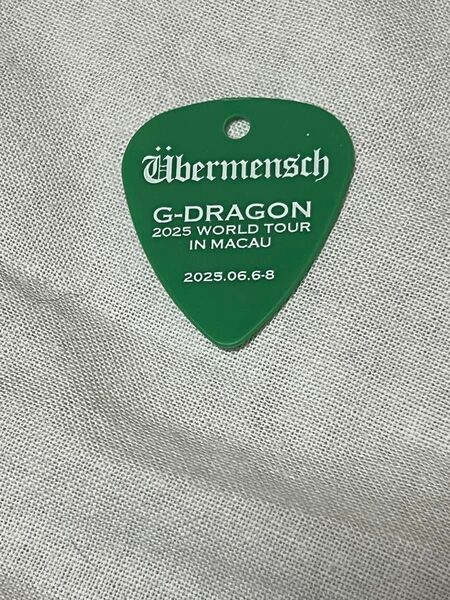 Übermensch
G-DRAGON
2025 WORLD TOUR
IN MACAU
2025.06.6-8